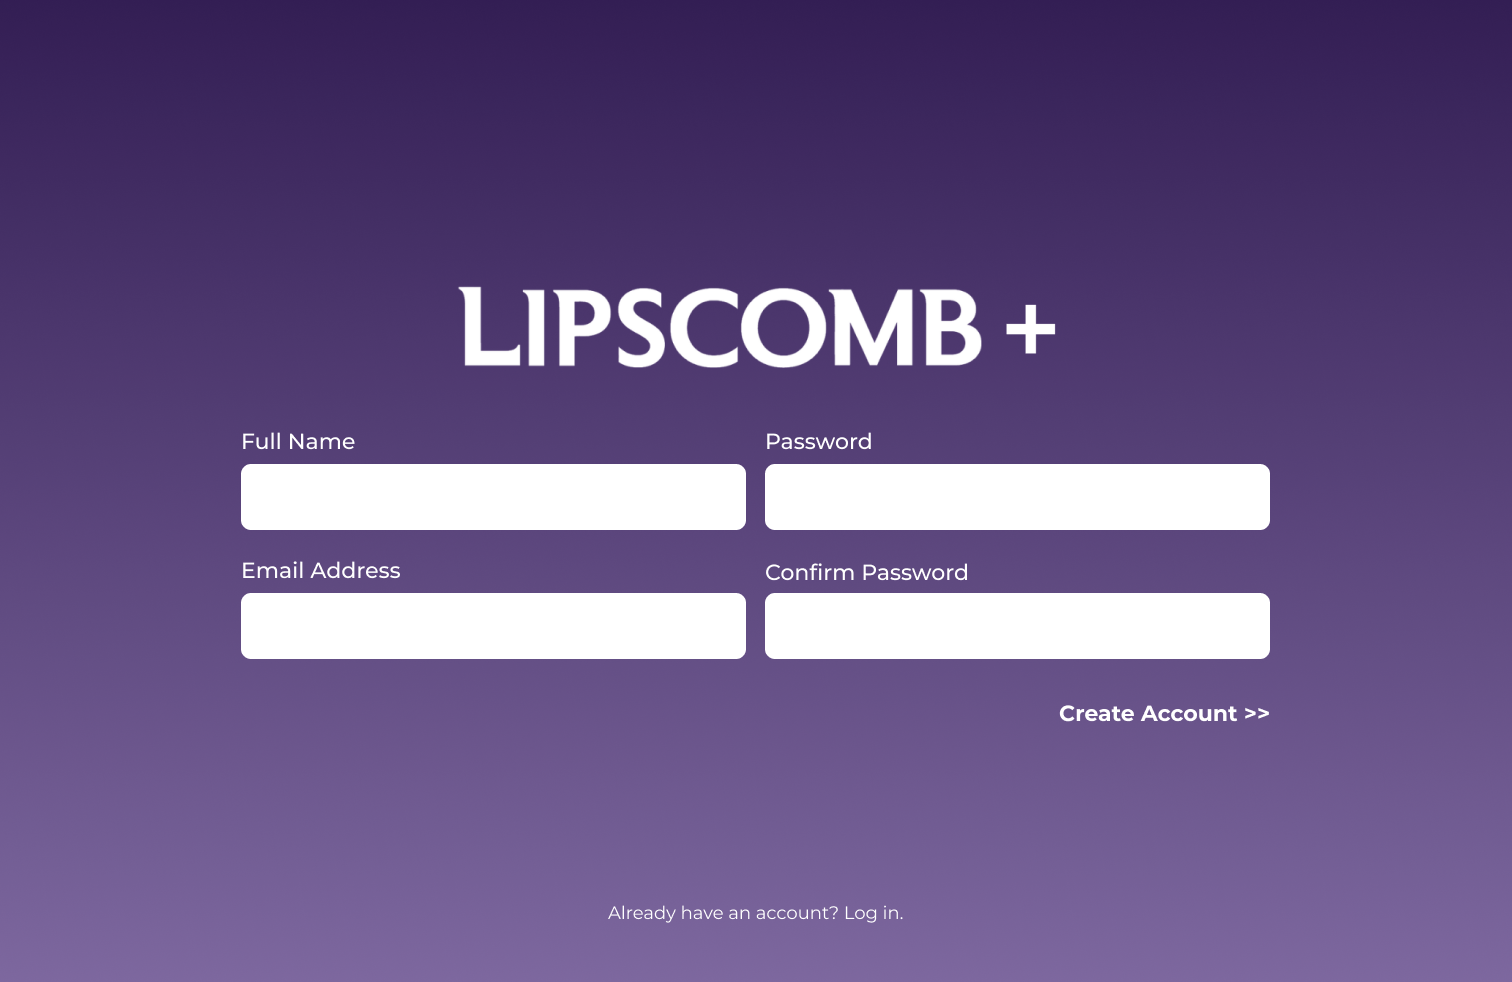 LIPSCOMB +
Full Name
Password
Email Address
Confirm Password
Create Account >>
Already have an account? Log in.